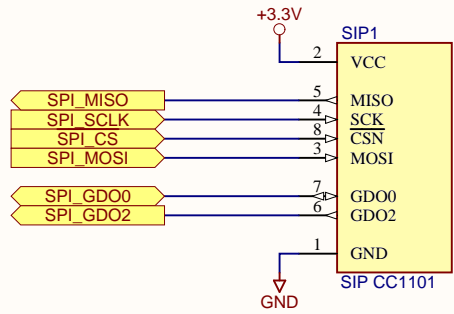 +3.3V
SIP1
2 VCC
SPI_MISO 5 MISO
SPI_SCLK 4 SCK
SPI_CS 8 CSN
SPI_MOSI 3 MOSI
SPI_GDO0 7 GDO0
SPI_GDO2 6 GDO2
1 GND
SIP CC1101
GND